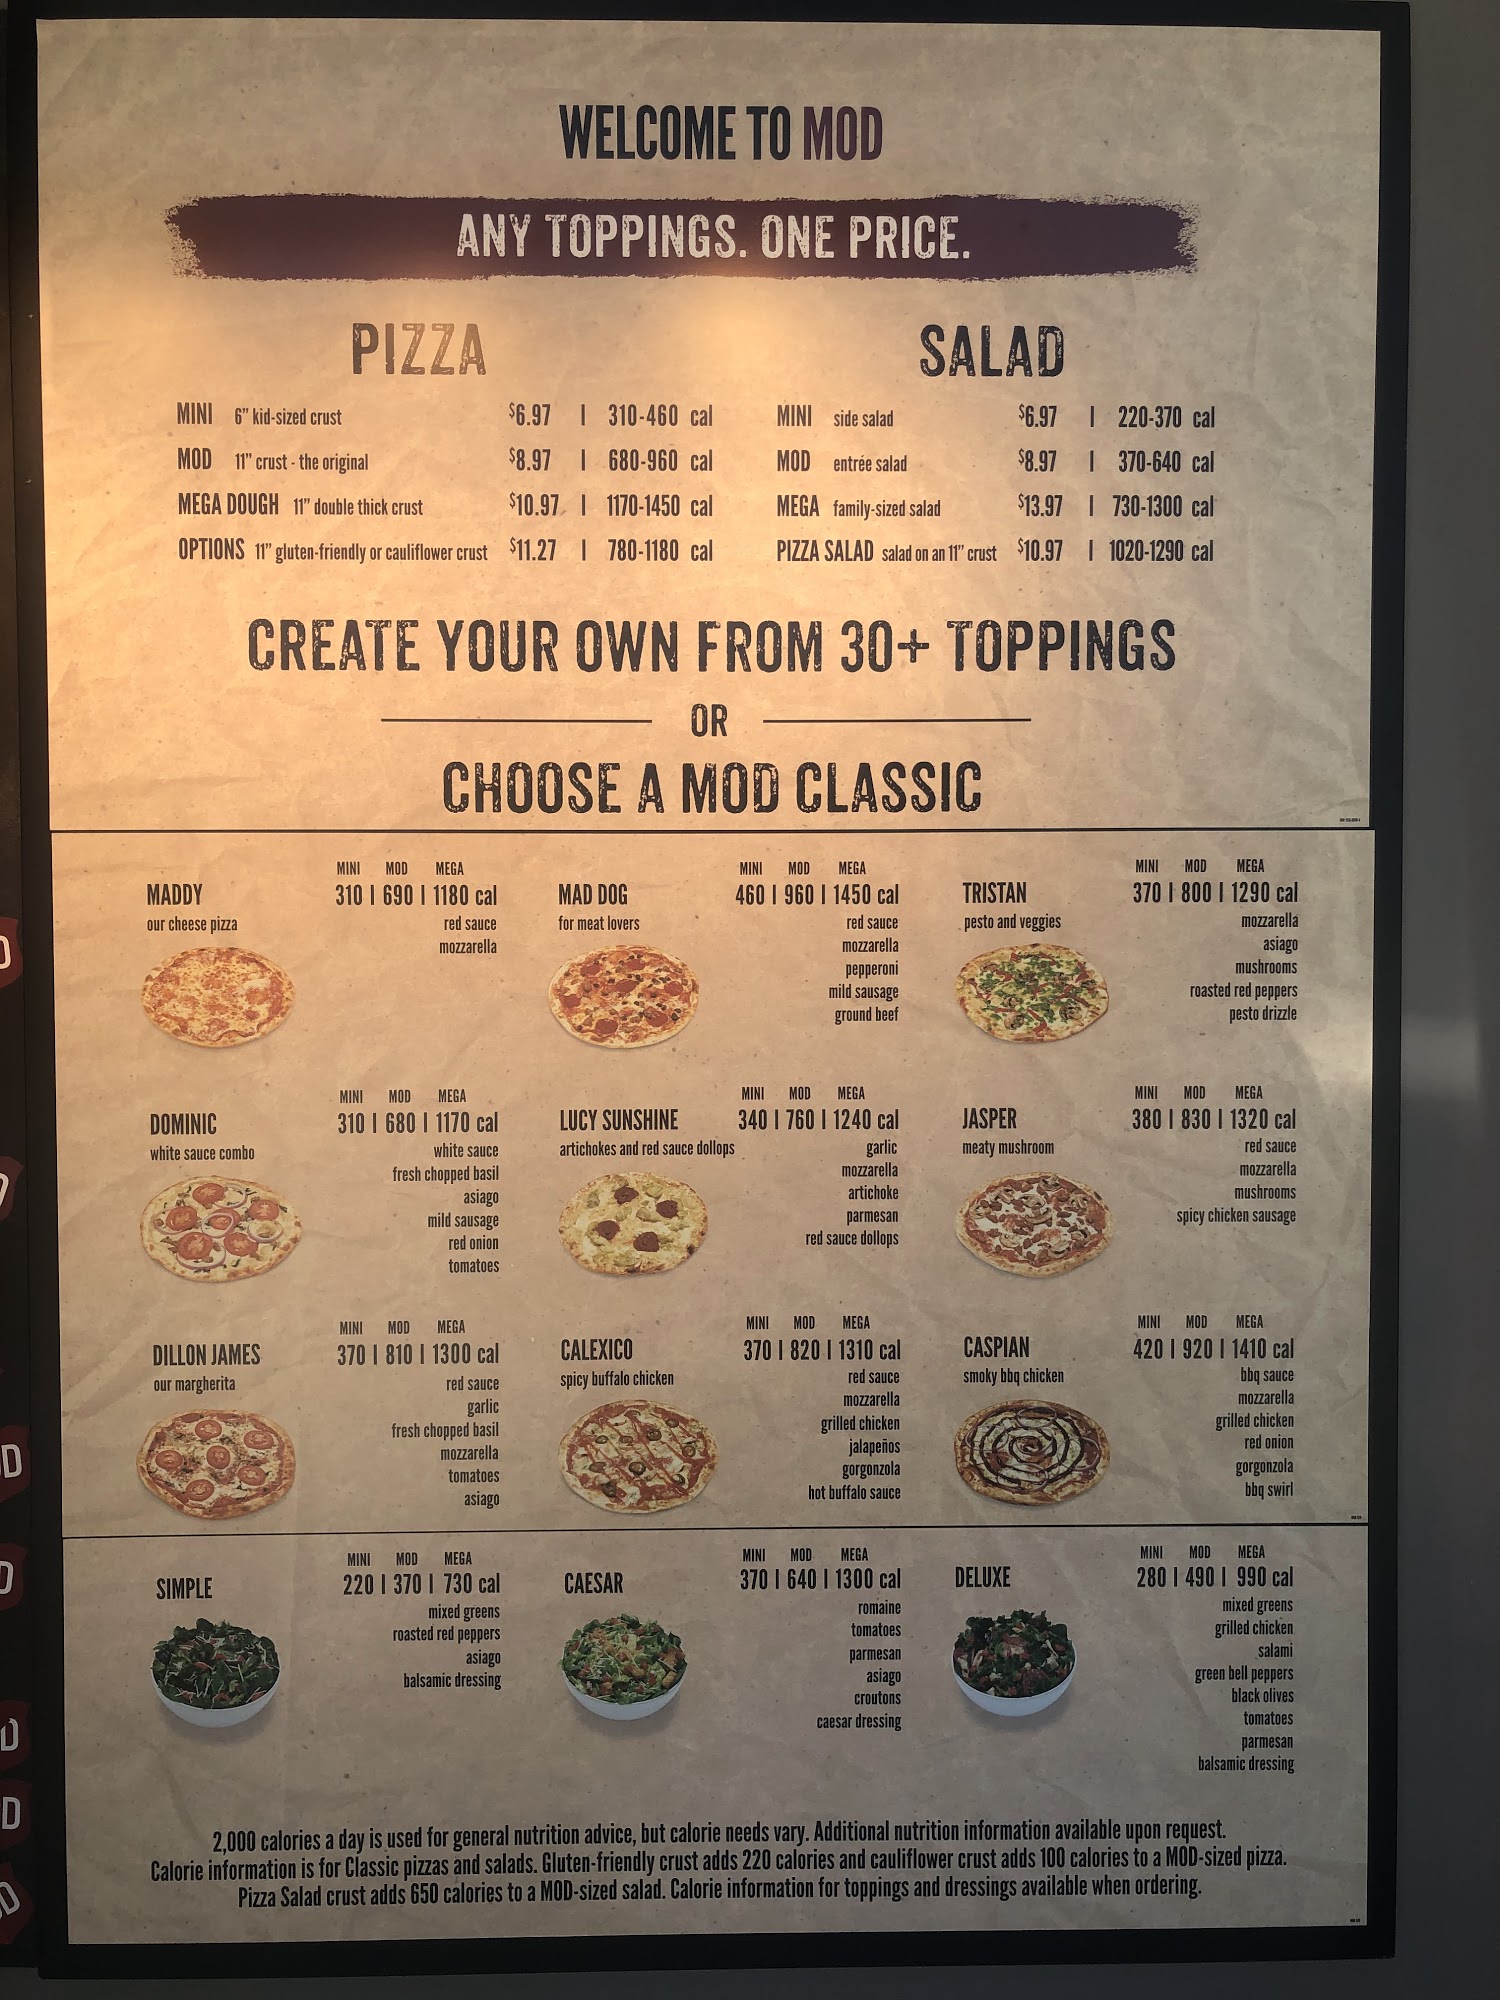 WELCOME TO MOD
ANY TOPPINGS. ONE PRICE.
PIZZA
MINI 6" kid-sized crust $6.97 | 310-460 cal
MOD 11" crust - the original $8.97 | 680-960 cal
MEGA DOUGH 11" double thick crust $10.97 | 1170-1450 cal
OPTIONS 11" gluten-friendly or cauliflower crust $11.27 | 780-1180 cal
SALAD
MINI side salad $6.97 | 220-370 cal
MOD entrée salad $8.97 | 370-640 cal
MEGA family-sized salad $13.97 | 730-1300 cal
PIZZA SALAD salad on an 11" crust $10.97 | 1020-1290 cal
CREATE YOUR OWN FROM 30+ TOPPINGS
OR
CHOOSE A MOD CLASSIC
MINI MOD MEGA
MADDY 310 | 690 | 1180 cal
our cheese pizza
red sauce
mozzarella
MINI MOD MEGA
MAD DOG 460 | 960 | 1450 cal
for meat lovers
red sauce
mozzarella
pepperoni
mild sausage
ground beef
MINI MOD MEGA
TRISTAN 370 | 800 | 1290 cal
pesto and veggies
mozzarella
asiago
mushrooms
roasted red peppers
pesto drizzle
MINI MOD MEGA
DOMINIC 310 | 680 | 1170 cal
white sauce combo
white sauce
fresh chopped basil
asiago
mild sausage
red onion
tomatoes
MINI MOD MEGA
LUCY SUNSHINE 340 | 760 | 1240 cal
artichokes and red sauce dollops
garlic
mozzarella
artichoke
parmesan
red sauce dollops
MINI MOD MEGA
JASPER 380 | 830 | 1320 cal
meaty mushroom
red sauce
mozzarella
mushrooms
spicy chicken sausage
MINI MOD MEGA
DILLON JAMES 370 | 810 | 1300 cal
our margherita
red sauce
garlic
fresh chopped basil
mozzarella
tomatoes
asiago
MINI MOD MEGA
CALEXICO 370 | 820 | 1310 cal
spicy buffalo chicken
red sauce
mozzarella
grilled chicken
jalapeños
gorgonzola
hot buffalo sauce
MINI MOD MEGA
CASPIAN 420 | 920 | 1410 cal
smoky bbq chicken
bbq sauce
mozzarella
grilled chicken
red onion
gorgonzola
bbq swirl
MINI MOD MEGA
SIMPLE 220 | 370 | 730 cal
mixed greens
roasted red peppers
asiago
balsamic dressing
MINI MOD MEGA
CAESAR 370 | 640 | 1300 cal
romaine
tomatoes
parmesan
asiago
croutons
caesar dressing
MINI MOD MEGA
DELUXE 280 | 490 | 990 cal
mixed greens
grilled chicken
salami
green bell peppers
black olives
tomatoes
parmesan
balsamic dressing
2,000 calories a day is used for general nutrition advice, but calorie needs vary. Additional nutrition information available upon request.
Calorie information is for Classic pizzas and salads. Gluten-friendly crust adds 220 calories and cauliflower crust adds 100 calories to a MOD-sized pizza.
Pizza Salad crust adds 650 calories to a MOD-sized salad. Calorie information for toppings and dressings available when ordering.